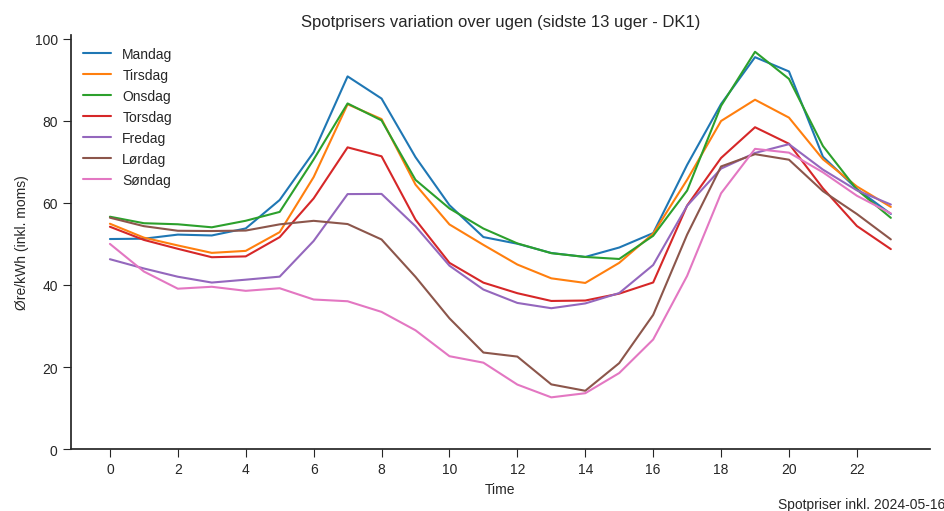 Spotprisers variation over ugen (sidste 13 uger - DK1)
Mandag
Tirsdag
Onsdag
Torsdag
Fredag
Lørdag
Søndag
Øre/kWh (inkl. moms)
100
80
60
40
20
0
0 2 4 6 8 10 12 14 16 18 20 22
Time
Spotpriser inkl. 2024-05-16